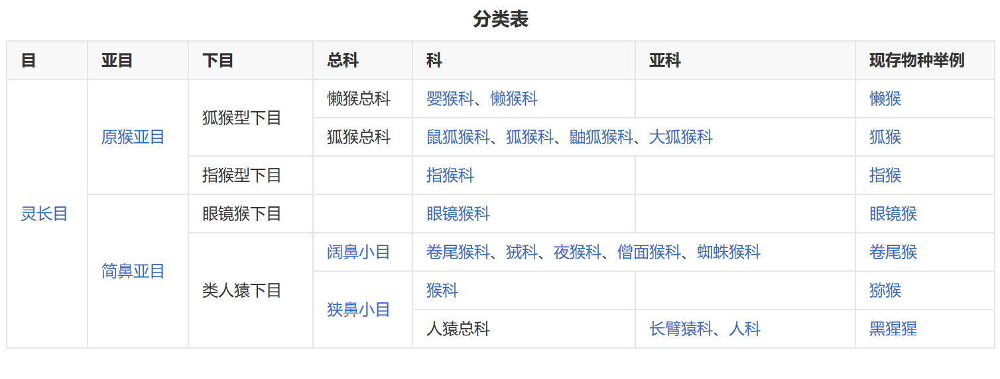 分类表
目 亚目 下目 总科 科 亚科 现存物种举例
灵长目 原猴亚目 狐猴型下目 懒猴总科 婴猴科、懒猴科 懒猴
狐猴总科 鼠狐猴科、狐猴科、鼬狐猴科、大狐猴科 狐猴
指猴型下目 指猴科 指猴
简鼻亚目 眼镜猴下目 眼镜猴科 眼镜猴
类人猿下目 阔鼻小目 卷尾猴科、狨科、夜猴科、僧面猴科、蜘蛛猴科 卷尾猴
狭鼻小目 猴科 猕猴
人猿总科 长臂猿科、人科 黑猩猩